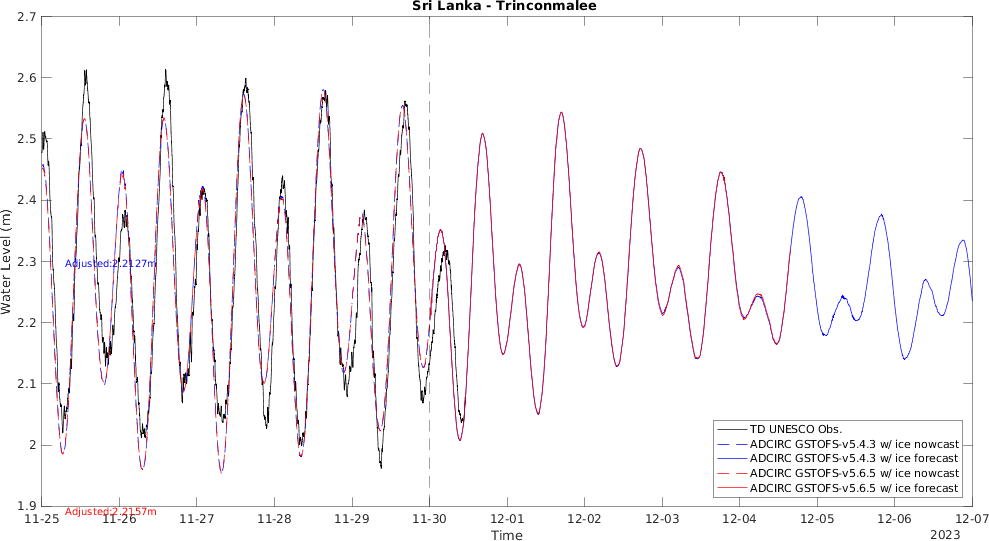 Sri Lanka - Trinconmalee
2.7
2.6
2.5
2.4
2.3
2.2
2.1
2
1.9
Water Level (m)
Adjusted:2.2127m
Adjusted:2.2157m
TD UNESCO Obs.
ADCIRC GSTOFS-v5.4.3 w/ ice nowcast
ADCIRC GSTOFS-v5.4.3 w/ ice forecast
ADCIRC GSTOFS-v5.6.5 w/ ice nowcast
ADCIRC GSTOFS-v5.6.5 w/ ice forecast
11-25 11-26 11-27 11-28 11-29 11-30 12-01 12-02 12-03 12-04 12-05 12-06 12-07
Time
2023